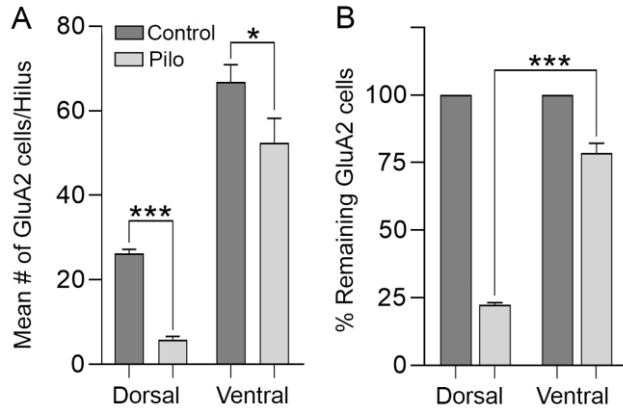 A
Mean # of GluA2 cells/Hilus
80
60
40
20
0
Control
Pilo
***
*
Dorsal Ventral
B
% Remaining GluA2 cells
100
75
50
25
0
***
Dorsal Ventral